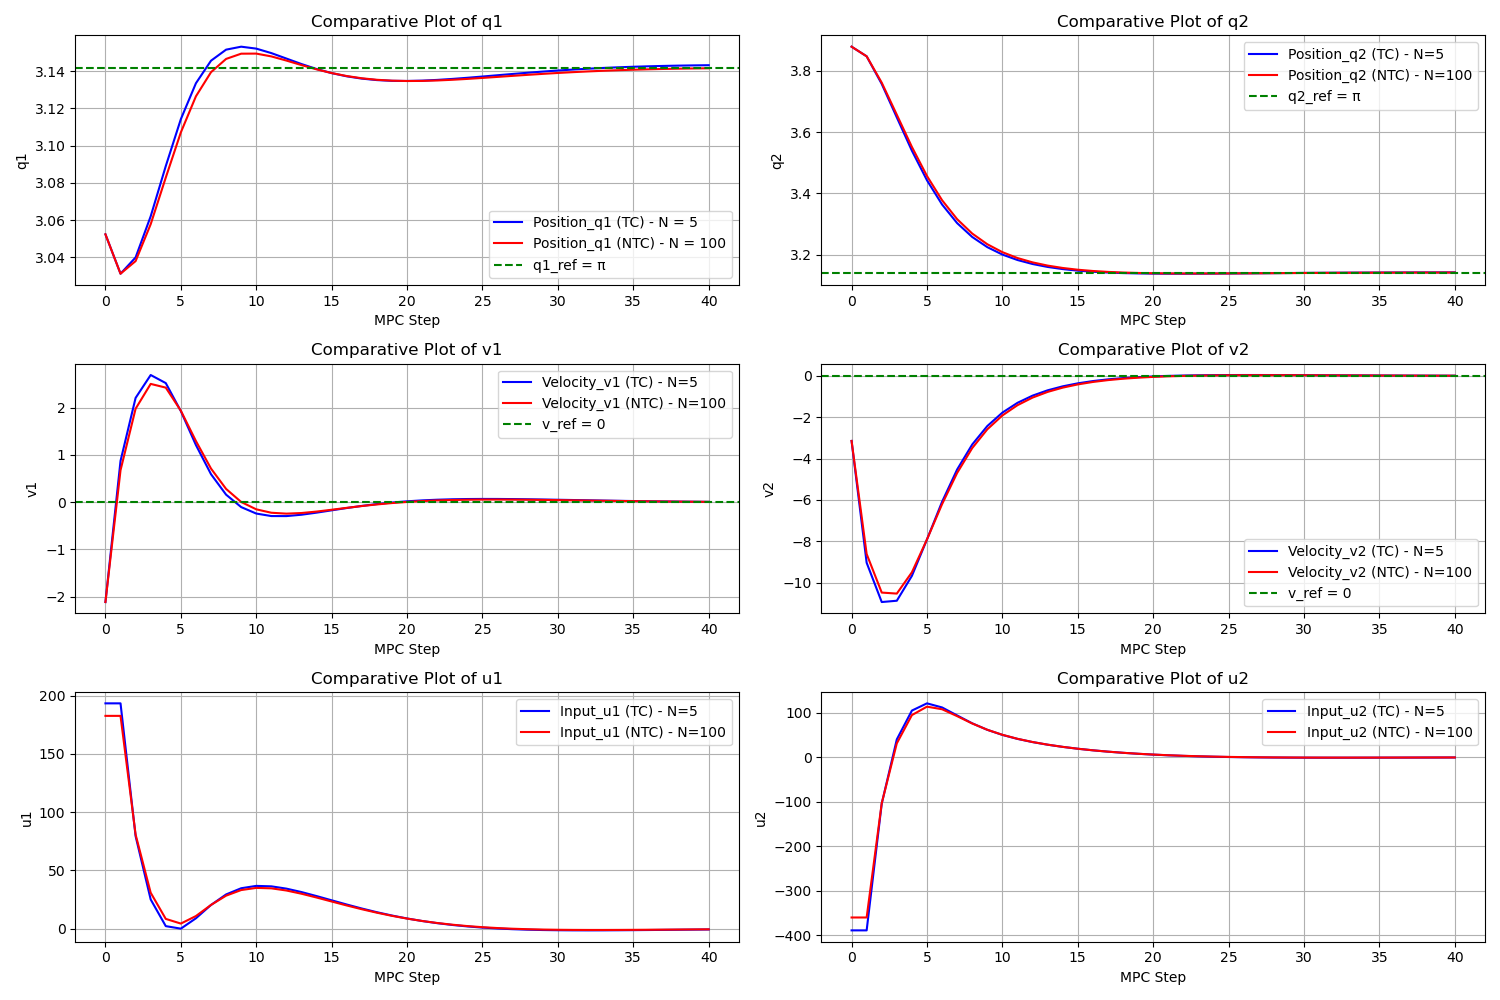 Comparative Plot of q1
q1
3.14
3.12
3.10
3.08
3.06
3.04
Position_q1 (TC) - N = 5
Position_q1 (NTC) - N = 100
q1_ref = π
0 5 10 15 20 25 30 35 40
MPC Step
Comparative Plot of q2
q2
3.8
3.6
3.4
3.2
Position_q2 (TC) - N=5
Position_q2 (NTC) - N=100
q2_ref = π
0 5 10 15 20 25 30 35 40
MPC Step
Comparative Plot of v1
v1
2
1
0
−1
−2
Velocity_v1 (TC) - N=5
Velocity_v1 (NTC) - N=100
v_ref = 0
0 5 10 15 20 25 30 35 40
MPC Step
Comparative Plot of v2
v2
0
−2
−4
−6
−8
−10
Velocity_v2 (TC) - N=5
Velocity_v2 (NTC) - N=100
v_ref = 0
0 5 10 15 20 25 30 35 40
MPC Step
Comparative Plot of u1
u1
200
150
100
50
0
Input_u1 (TC) - N=5
Input_u1 (NTC) - N=100
0 5 10 15 20 25 30 35 40
MPC Step
Comparative Plot of u2
u2
100
0
−100
−200
−300
−400
Input_u2 (TC) - N=5
Input_u2 (NTC) - N=100
0 5 10 15 20 25 30 35 40
MPC Step